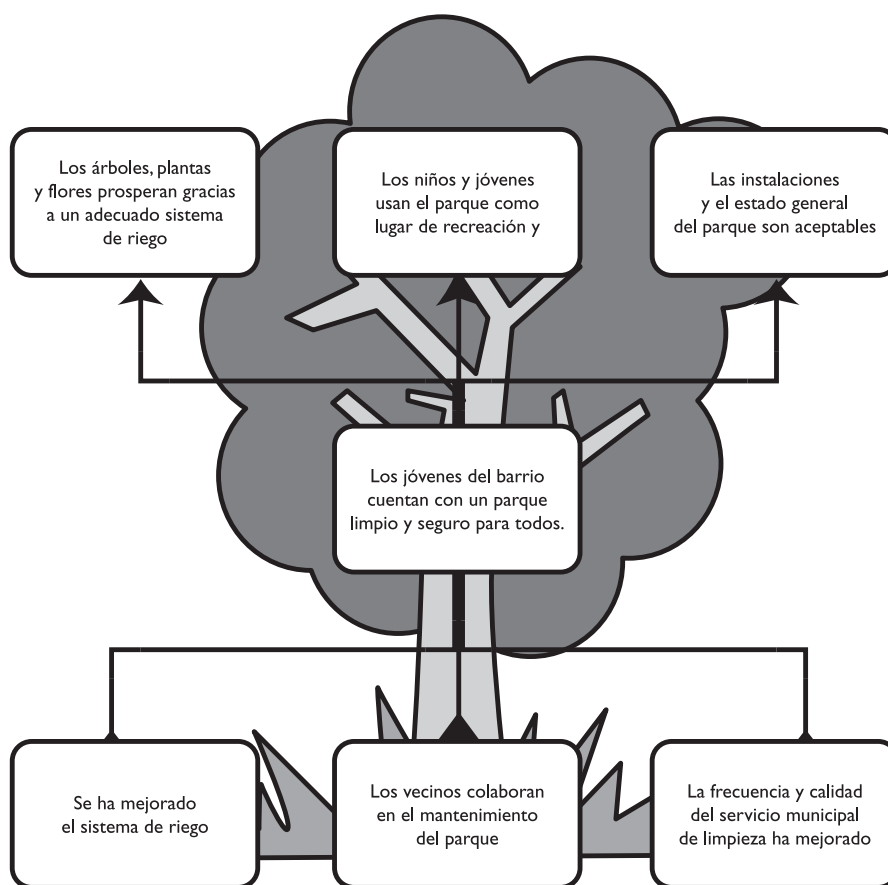 Los árboles, plantas
y flores prosperan gracias
a un adecuado sistema
de riego
Los niños y jóvenes
usan el parque como
lugar de recreación y
Las instalaciones
y el estado general
del parque son aceptables
Los jóvenes del barrio
cuentan con un parque
limpio y seguro para todos.
Se ha mejorado
el sistema de riego
Los vecinos colaboran
en el mantenimiento
del parque
La frecuencia y calidad
del servicio municipal
de limpieza ha mejorado